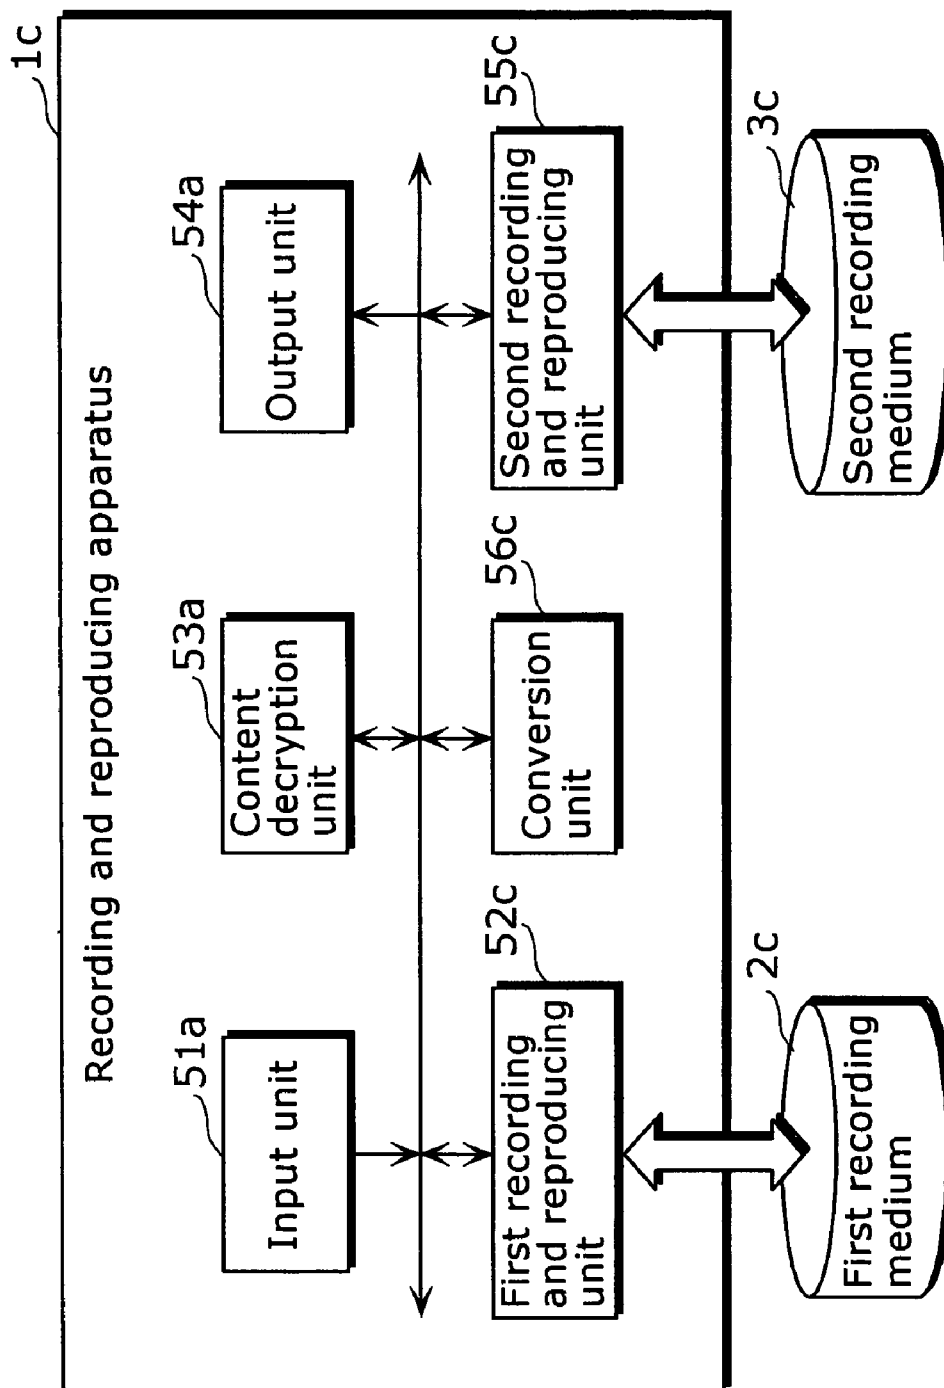 1c
Recording and reproducing apparatus
51a
Input unit
53a
Content
decryption
unit
54a
Output unit
52c
First recording
and reproducing
unit
56c
Conversion
unit
55c
Second recording
and reproducing
unit
2c
First recording
medium
3c
Second recording
medium